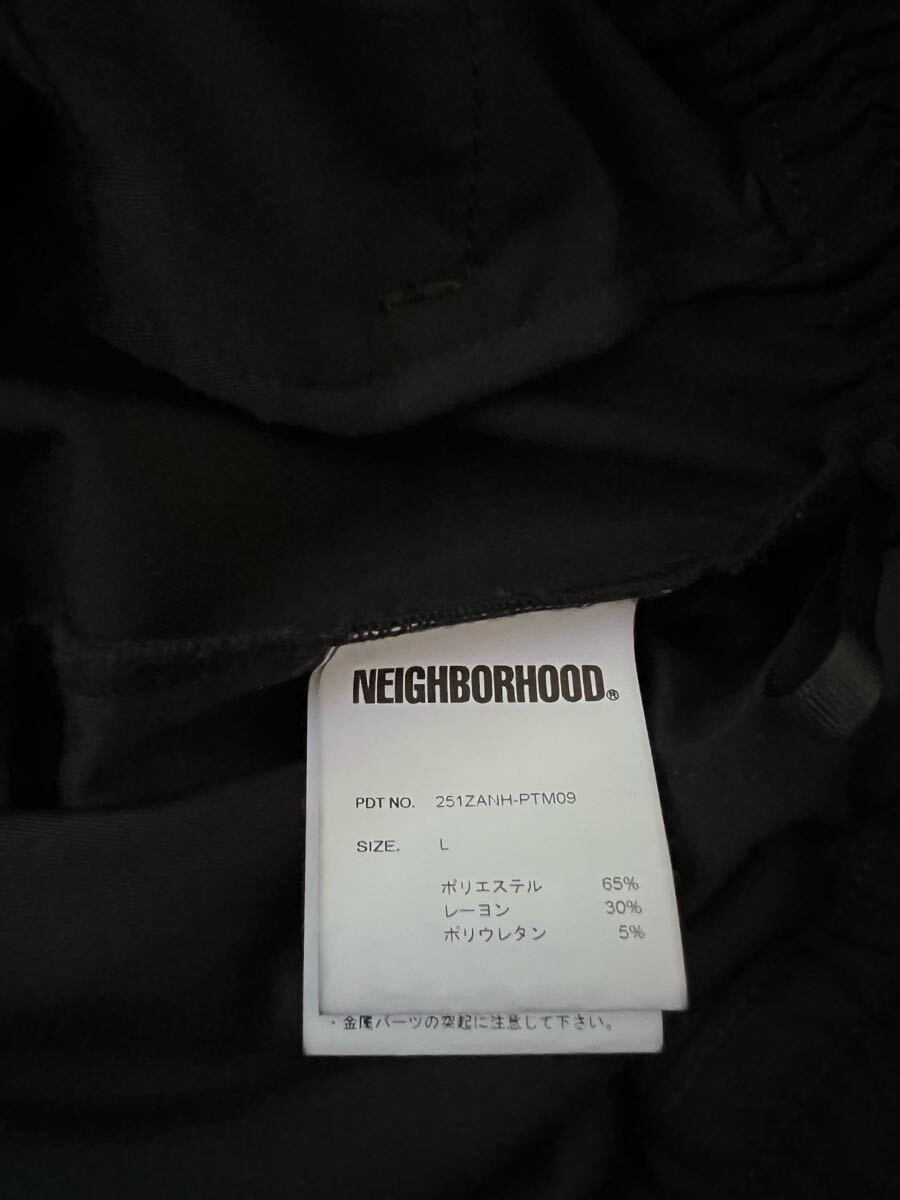 NEIGHBORHOOD®
PDT NO. 251ZANH-PTM09
SIZE. L
ポリエステル 65%
レーヨン 30%
ポリウレタン 5%
・金属パーツの突起に注意して下さい。